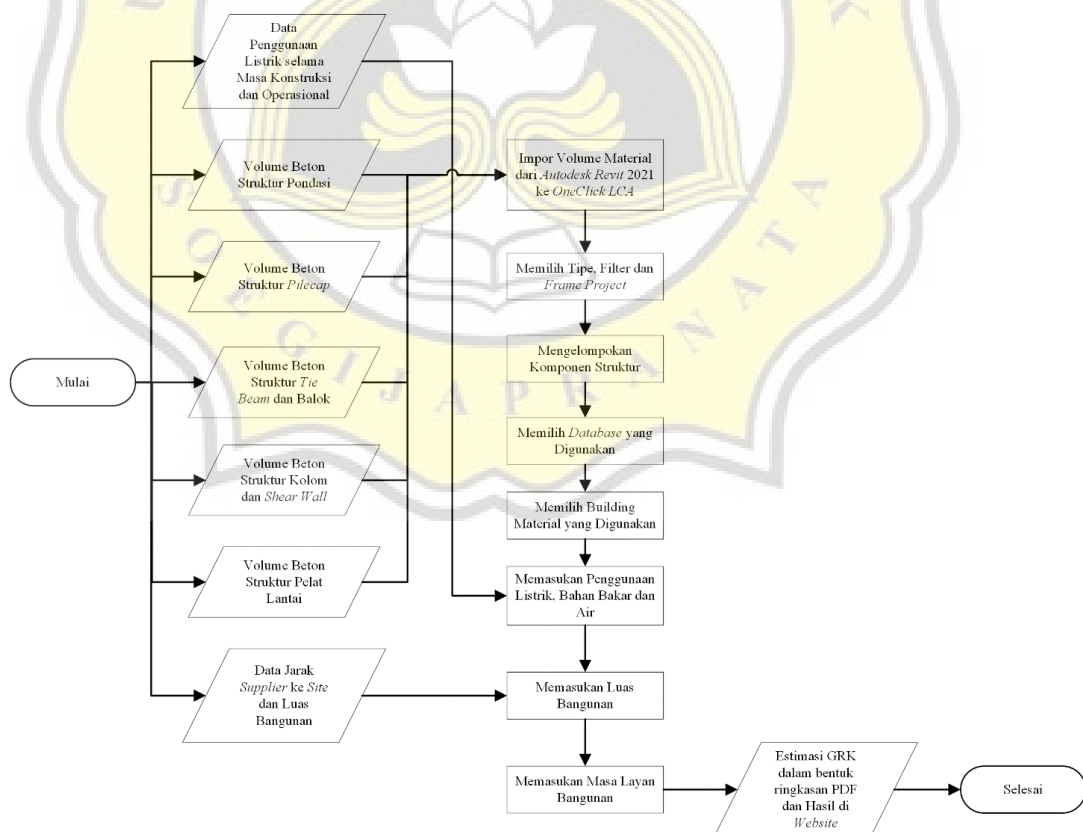 Data
Penggunaan
Listrik selama
Masa Konstruksi
dan Operasional
Volume Beton
Struktur Pondasi
Volume Beton
Struktur Pilecap
Mulai
Volume Beton
Struktur Tie
Beam dan Balok
Volume Beton
Struktur Kolom
dan Shear Wall
Volume Beton
Struktur Pelat
Lantai
Data Jarak
Supplier ke Site
dan Luas
Bangunan
Impor Volume Material
dari Autodesk Revit 2021
ke OneClick LCA
Memilih Tipe, Filter dan
Frame Project
Mengelompokan
Komponen Struktur
Memilih Database yang
Digunakan
Memilih Building
Material yang Digunakan
Memasukan Penggunaan
Listrik, Bahan Bakar dan
Air
Memasukan Luas
Bangunan
Memasukan Masa Layan
Bangunan
Estimasi GRK
dalam bentuk
ringkasan PDF
dan Hasil di
Website
Selesai
SOEGIJAPRANATA